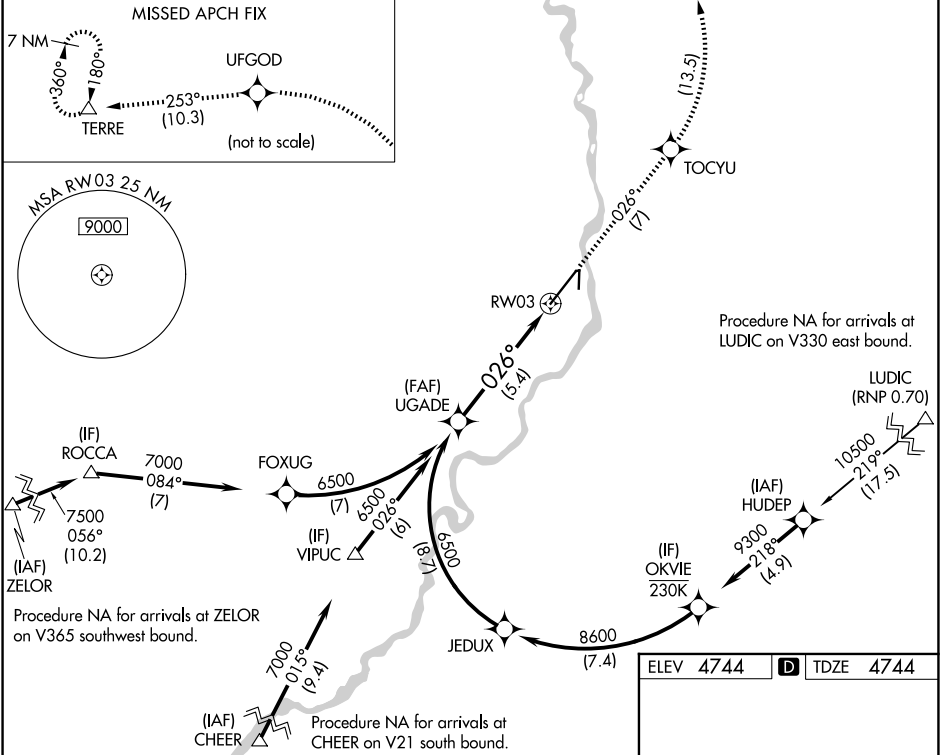 MISSED APCH FIX
7 NM
360°
180°
TERRE
253°
(10.3)
UFGOD
(not to scale)
(13.5)
TOCYU
026°
(7)
MSA RW03 25 NM
9000
RW03
026°
(5.4)
(FAF)
UGADE
Procedure NA for arrivals at
LUDIC on V330 east bound.
LUDIC
(RNP 0.70)
10500
219°
(17.5)
(IAF)
HUDEP
9300
218°
(4.9)
(IF)
OKVIE
230K
8600
(7.4)
JEDUX
6500
(8.7)
(IF)
ROCCA
7000
084°
(7)
FOXUG
6500
(7)
6500
026°
(6)
(IF)
VIPUC
7500
056°
(10.2)
(IAF)
ZELOR
Procedure NA for arrivals at ZELOR
on V365 southwest bound.
7000
015°
(9.4)
(IAF)
CHEER
Procedure NA for arrivals at
CHEER on V21 south bound.
ELEV 4744 D TDZE 4744